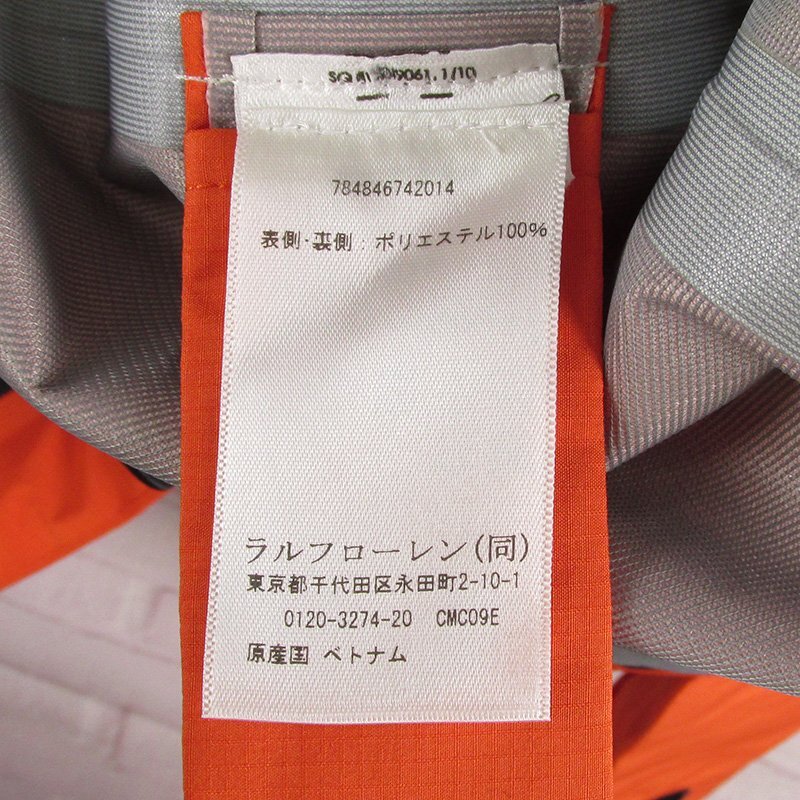 1/10
784846742014
表側・裏側：ポリエステル100%
ラルフローレン(同)
東京都千代田区永田町2-10-1
0120-3274-20 CMC09E
原産国 ベトナム